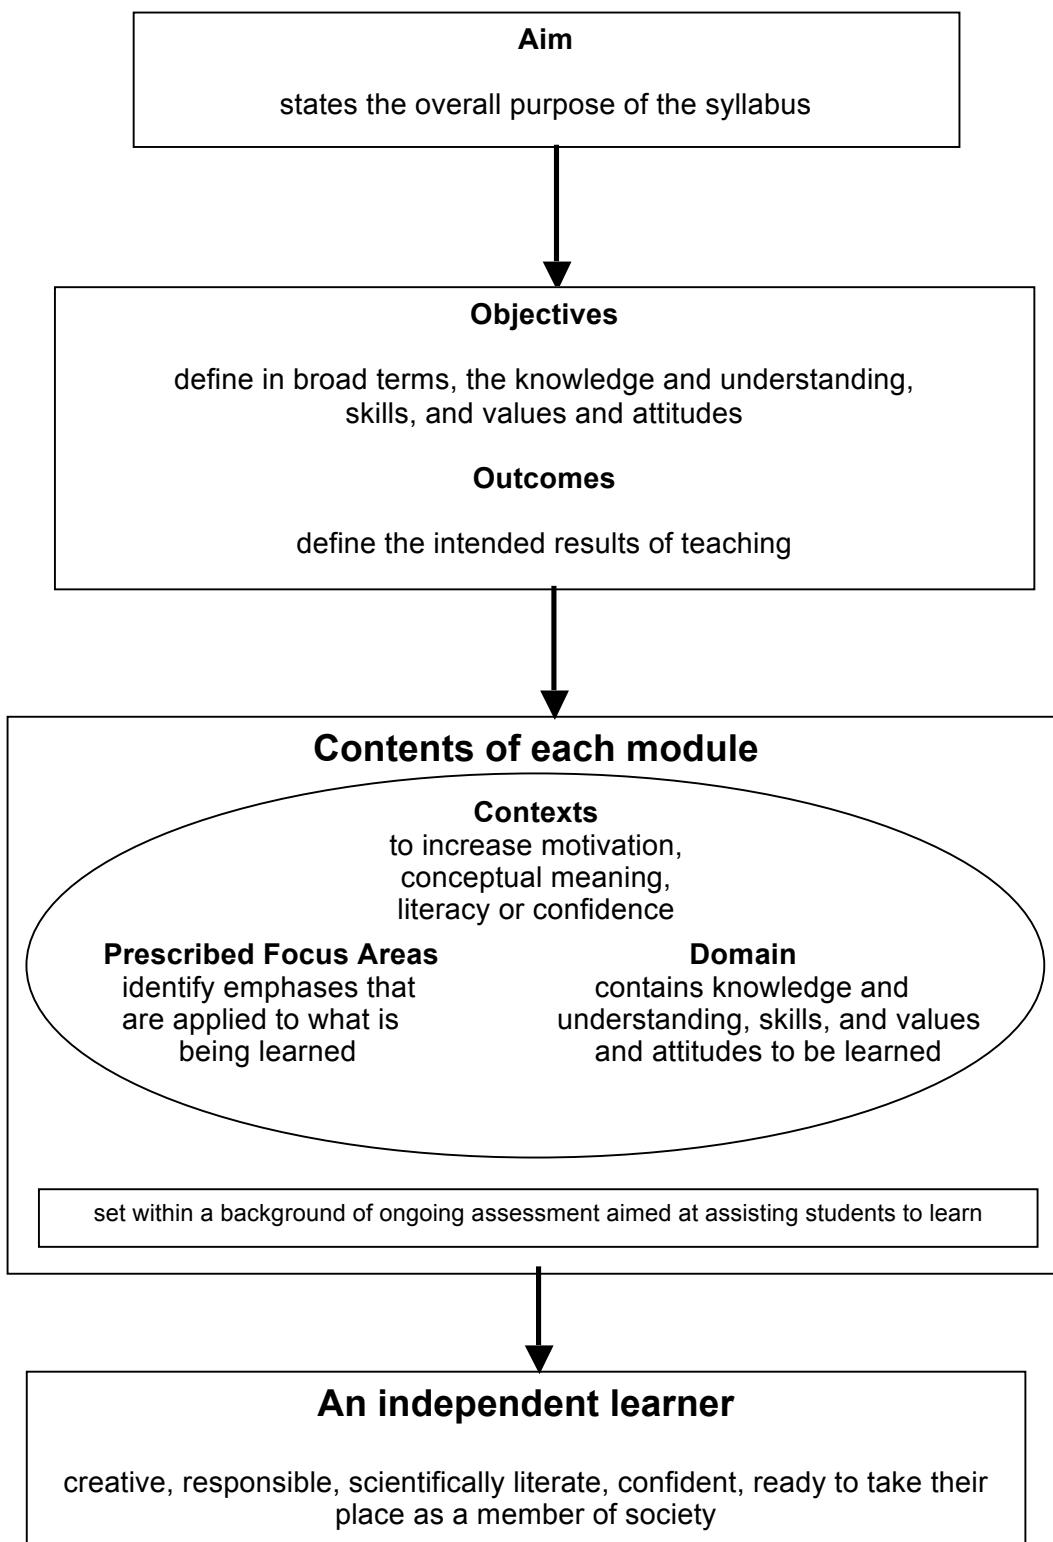 Aim
states the overall purpose of the syllabus
Objectives
define in broad terms, the knowledge and understanding,
skills, and values and attitudes
Outcomes
define the intended results of teaching
Contents of each module
Contexts
to increase motivation,
conceptual meaning,
literacy or confidence
Prescribed Focus Areas
identify emphases that
are applied to what is
being learned
Domain
contains knowledge and
understanding, skills, and values
and attitudes to be learned
set within a background of ongoing assessment aimed at assisting students to learn
An independent learner
creative, responsible, scientifically literate, confident, ready to take their
place as a member of society